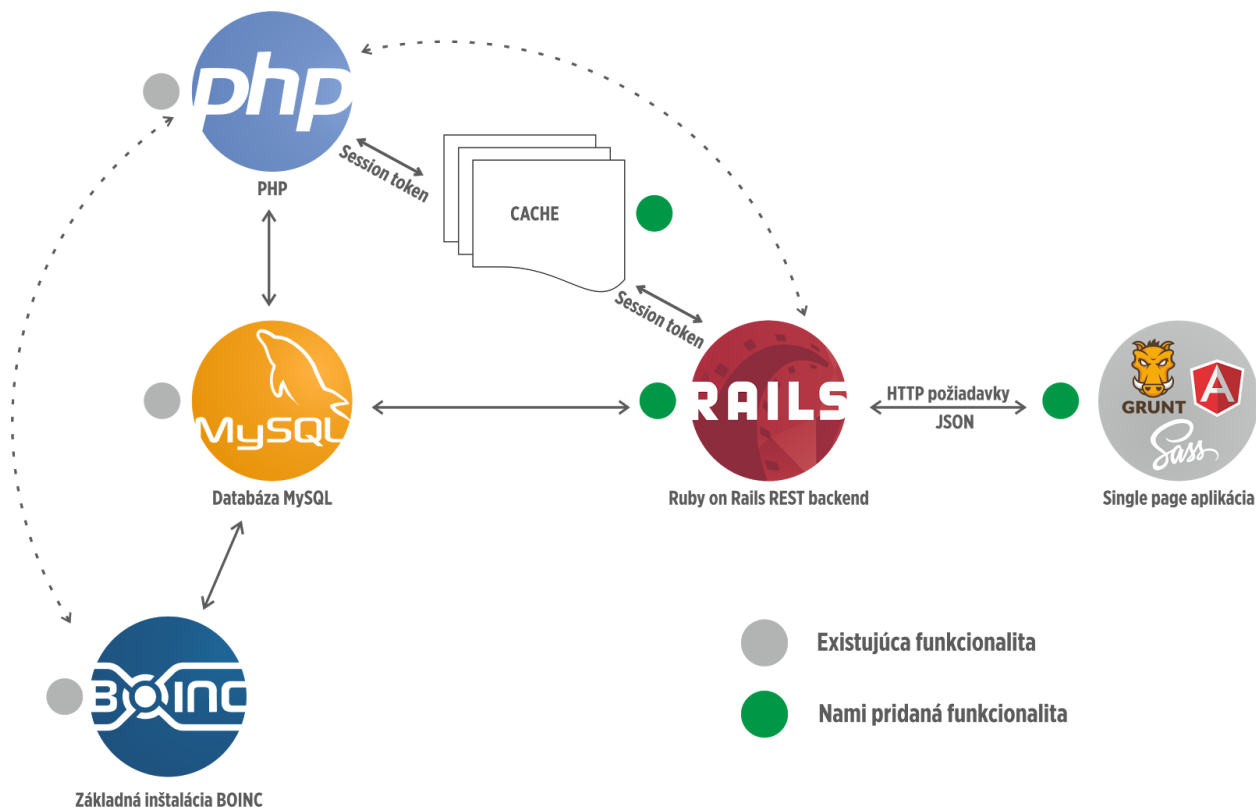 php
PHP
Session token
CACHE
Session token
MySQL
Databáza MySQL
RAILS
Ruby on Rails REST backend
HTTP požiadavky
JSON
GRUNT
A
Sass
Single page aplikácia
BOINC
Základná inštalácia BOINC
Existujúca funkcionalita
Nami pridaná funkcionalita